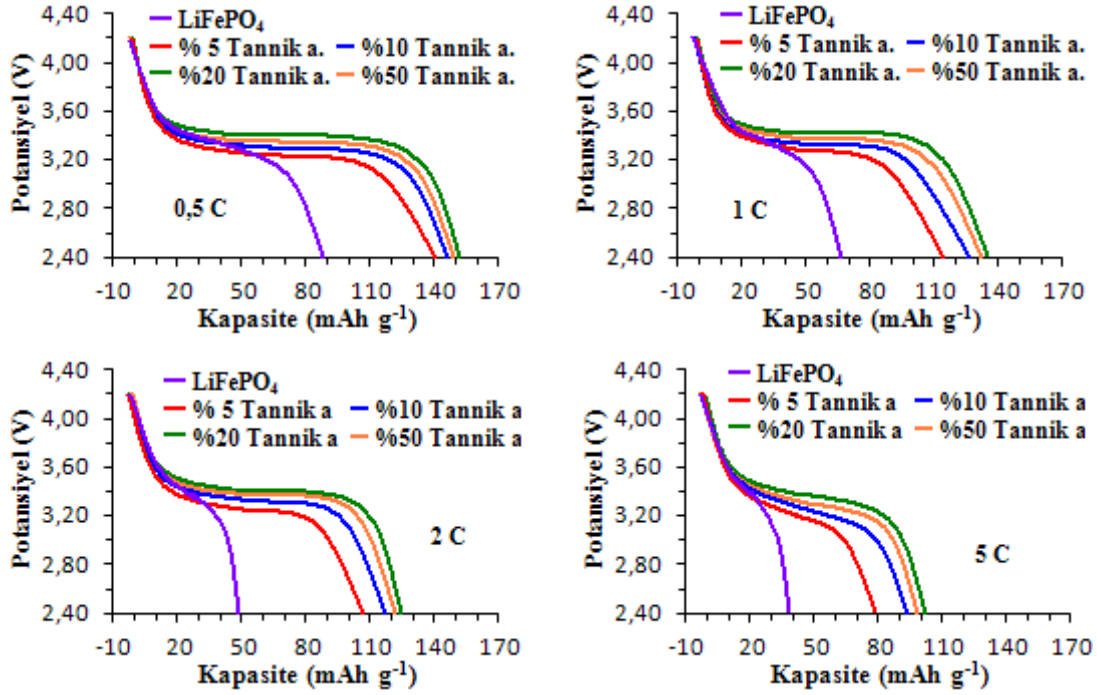 4,40
4,00
3,60
3,20
2,80
2,40
Potansiyel (V)
LiFePO4
% 5 Tannik a. %10 Tannik a.
%20 Tannik a. %50 Tannik a.
0,5 C
-10 20 50 80 110 140 170
Kapasite (mAh g-1)
4,40
4,00
3,60
3,20
2,80
2,40
Potansiyel (V)
LiFePO4
% 5 Tannik a. %10 Tannik a.
%20 Tannik a. %50 Tannik a.
1 C
-10 20 50 80 110 140 170
Kapasite (mAh g-1)
4,40
4,00
3,60
3,20
2,80
2,40
Potansiyel (V)
LiFePO4
% 5 Tannik a %10 Tannik a
%20 Tannik a %50 Tannik a
2 C
-10 20 50 80 110 140 170
Kapasite (mAh g-1)
4,40
4,00
3,60
3,20
2,80
2,40
Potansiyel (V)
LiFePO4
% 5 Tannik a %10 Tannik a
%20 Tannik a %50 Tannik a
5 C
-10 20 50 80 110 140 170
Kapasite (mAh g-1)